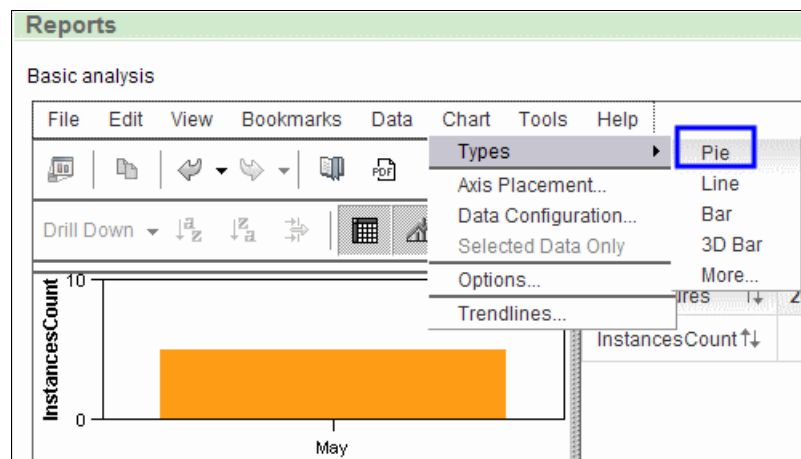 Reports
Basic analysis
File Edit View Bookmarks Data Chart Tools Help
PDF
Types
Axis Placement...
Data Configuration...
Selected Data Only
Options...
Trendlines...
Pie
Line
Bar
3D Bar
More...
Drill Down
a z
z a
10
0
InstancesCount
May
InstancesCount